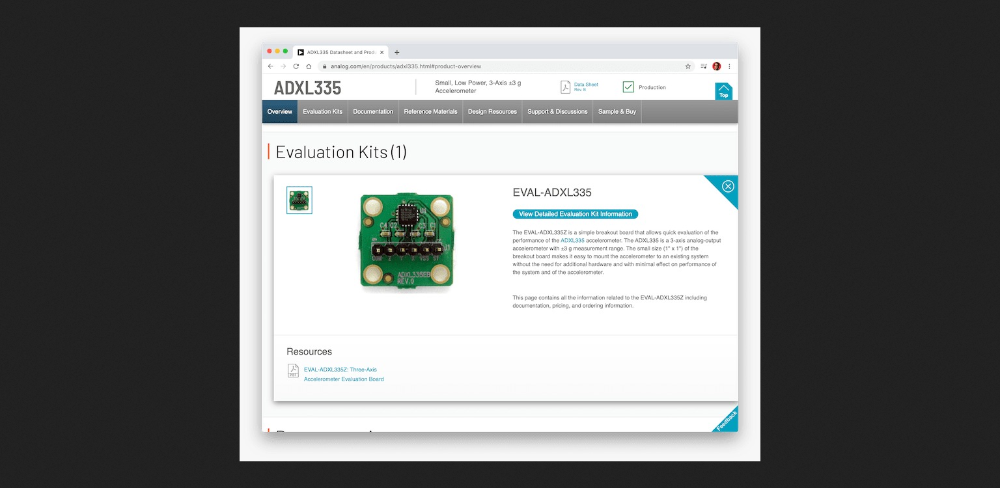 ADXL335 Datasheet and Produ
analog.com/en/products/adxl335.html#product-overview
ADXL335
Small, Low Power, 3-Axis ±3 g
Accelerometer
Data Sheet
Rev. B
Production
Top
Overview
Evaluation Kits
Documentation
Reference Materials
Design Resources
Support & Discussions
Sample & Buy
Evaluation Kits (1)
U1
C4 C2 C3 C1
J1
COM Z Y X VSS ST
ADXL335EB
REV.0
EVAL-ADXL335
View Detailed Evaluation Kit Information
The EVAL-ADXL335Z is a simple breakout board that allows quick evaluation of the
performance of the ADXL335 accelerometer. The ADXL335 is a 3-axis analog-output
accelerometer with ±3 g measurement range. The small size (1" x 1") of the
breakout board makes it easy to mount the accelerometer to an existing system
without the need for additional hardware and with minimal effect on performance of
the system and of the accelerometer.
This page contains all the information related to the EVAL-ADXL335Z including
documentation, pricing, and ordering information.
Resources
PDF
EVAL-ADXL335Z: Three-Axis
Accelerometer Evaluation Board
Feedback